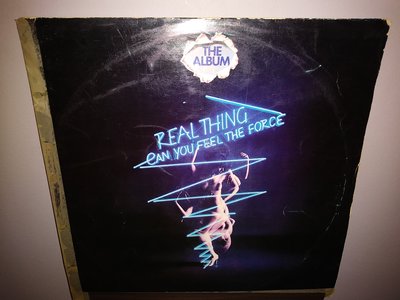 THE
ALBUM
REAL THING
CAN YOU FEEL THE FORCE